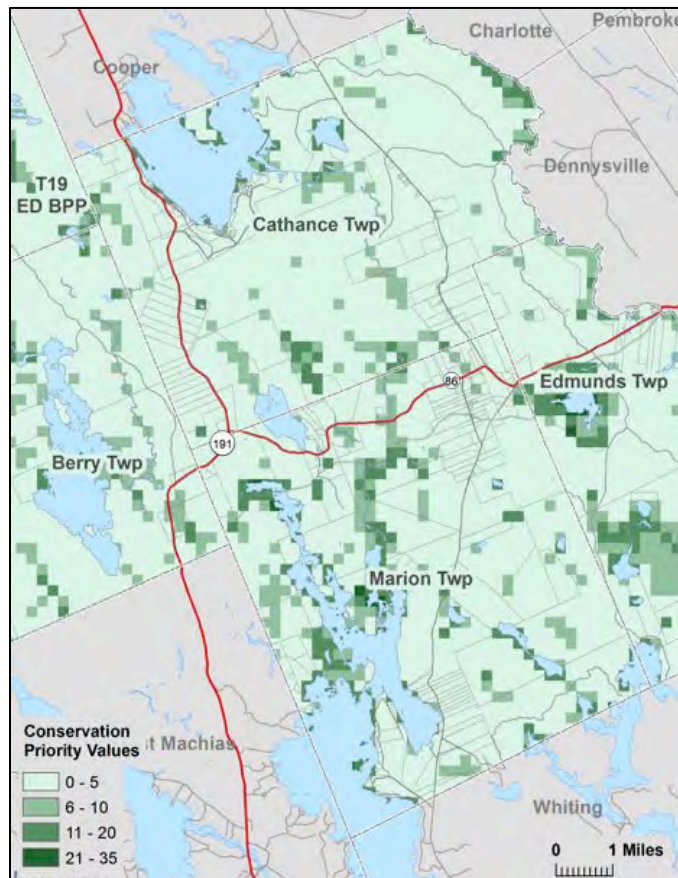 Charlotte
Pembroke
Cooper
Dennysville
T19
ED BPP
Cathance Twp
86
Edmunds Twp
191
Berry Twp
Marion Twp
Conservation
Priority Values
t Machias
0 - 5
6 - 10
11 - 20
21 - 35
Whiting
0 1 Miles